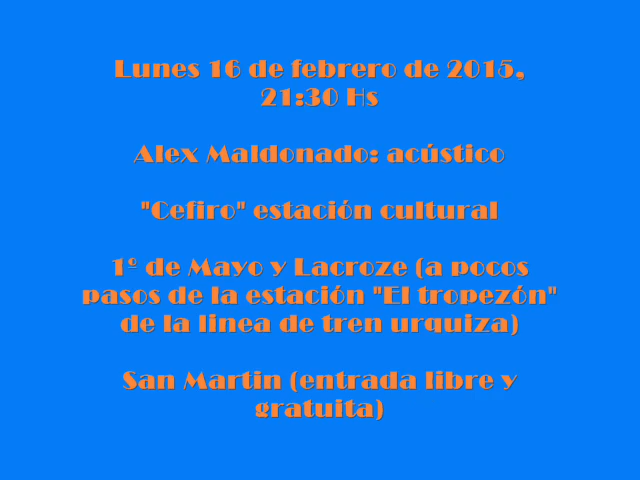 Lunes 16 de febrero de 2015,
21:30 Hs
Alex Maldonado: acústico
"Cefiro" estación cultural
1º de Mayo y Lacroze (a pocos
pasos de la estación "El tropezón"
de la linea de tren urquiza)
San Martin (entrada libre y
gratuita)